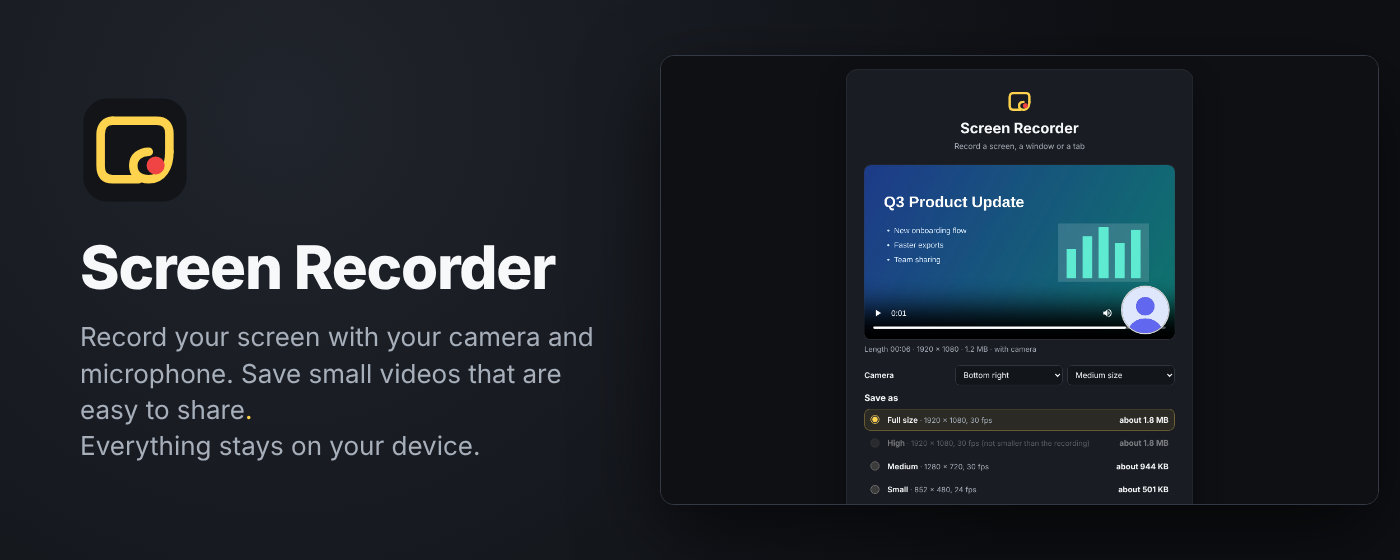 Screen Recorder
Record your screen with your camera and
microphone. Save small videos that are
easy to share.
Everything stays on your device.
Screen Recorder
Record a screen, a window or a tab
Q3 Product Update
• New onboarding flow
• Faster exports
• Team sharing
0:01
Length 00:06 · 1920 × 1080 · 1.2 MB · with camera
Camera Bottom right Medium size
Save as
Full size · 1920 × 1080, 30 fps about 1.8 MB
High · 1920 × 1080, 30 fps (not smaller than the recording) about 1.8 MB
Medium · 1280 × 720, 30 fps about 944 KB
Small · 852 × 480, 24 fps about 501 KB